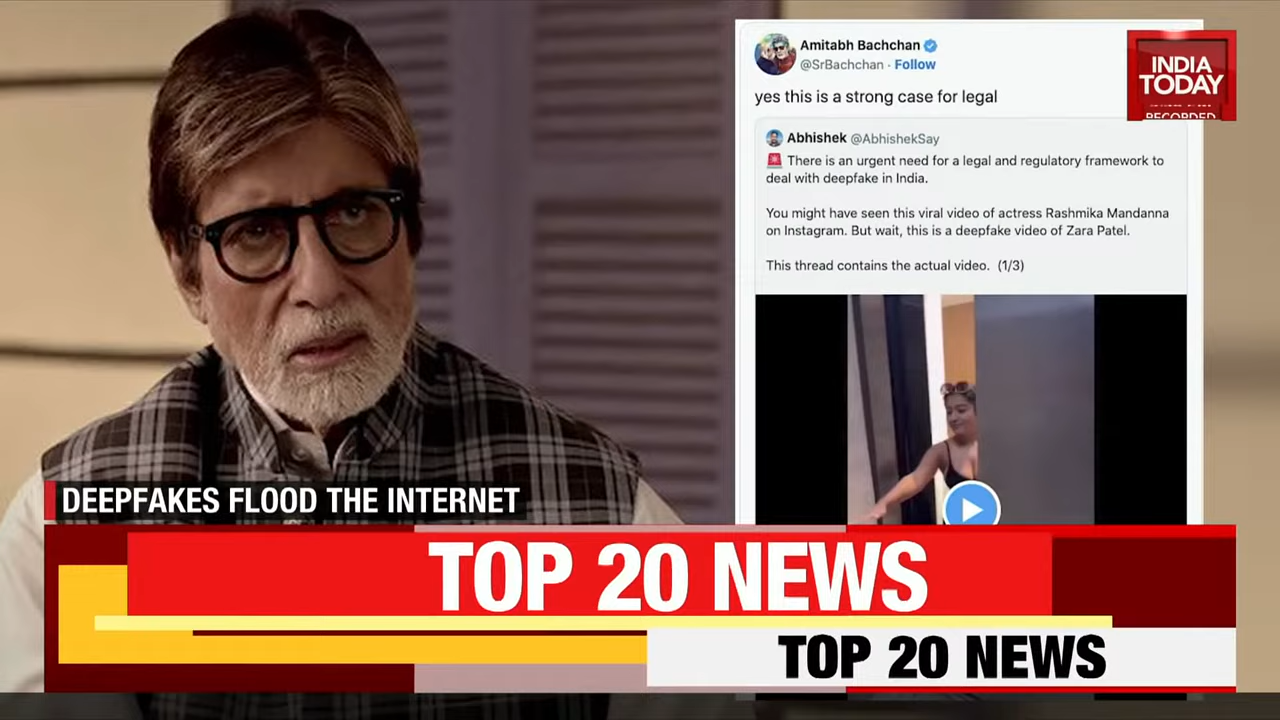 Amitabh Bachchan
@SrBachchan · Follow
yes this is a strong case for legal
Abhishek @AbhishekSay
🚨 There is an urgent need for a legal and regulatory framework to
deal with deepfake in India.
You might have seen this viral video of actress Rashmika Mandanna
on Instagram. But wait, this is a deepfake video of Zara Patel.
This thread contains the actual video. (1/3)
INDIA
TODAY
RECORDED
DEEPFAKES FLOOD THE INTERNET
TOP 20 NEWS
TOP 20 NEWS